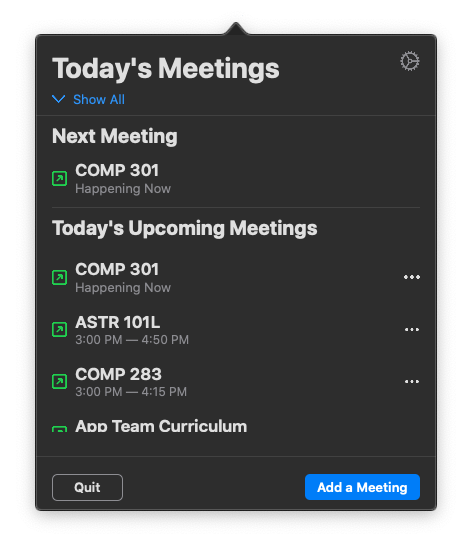 Today's Meetings
Show All
Next Meeting
COMP 301
Happening Now
Today's Upcoming Meetings
COMP 301
Happening Now
ASTR 101L
3:00 PM — 4:50 PM
COMP 283
3:00 PM — 4:15 PM
App Team Curriculum
Quit
Add a Meeting